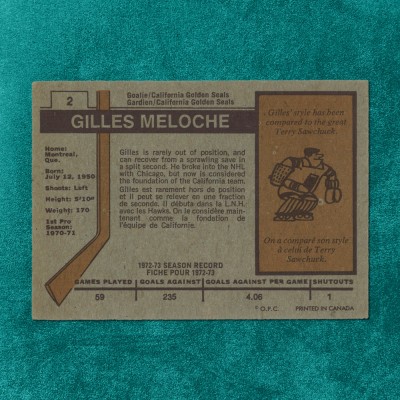 2
Goalie/California Golden Seals
Gardien/California Golden Seals
GILLES MELOCHE
Home:
Montreal,
Que.
Born:
July 12, 1950
Shoots: Left
Height: 5'10"
Weight: 170
1st Pro
Season:
1970-71
Gilles is rarely out of position, and
can recover from a sprawling save in
a split second. He broke into the NHL
with Chicago, but now is considered
the foundation of the California team.
Gilles est rarement hors de position
et il peut se relever en une fraction
de seconde. Il débuta dans la L.N.H.
avec les Hawks. On le considère main-
tenant comme la fondation de
l'équipe de Californie.
Gilles' style has been
compared to the great
Terry Sawchuck.
On a comparé son style
à celui de Terry
Sawchuck.
1972-73 SEASON RECORD
FICHE POUR 1972-73
GAMES PLAYED GOALS AGAINST GOALS AGAINST PER GAME SHUTOUTS
59 235 4.06 1
© O.P.C. PRINTED IN CANADA